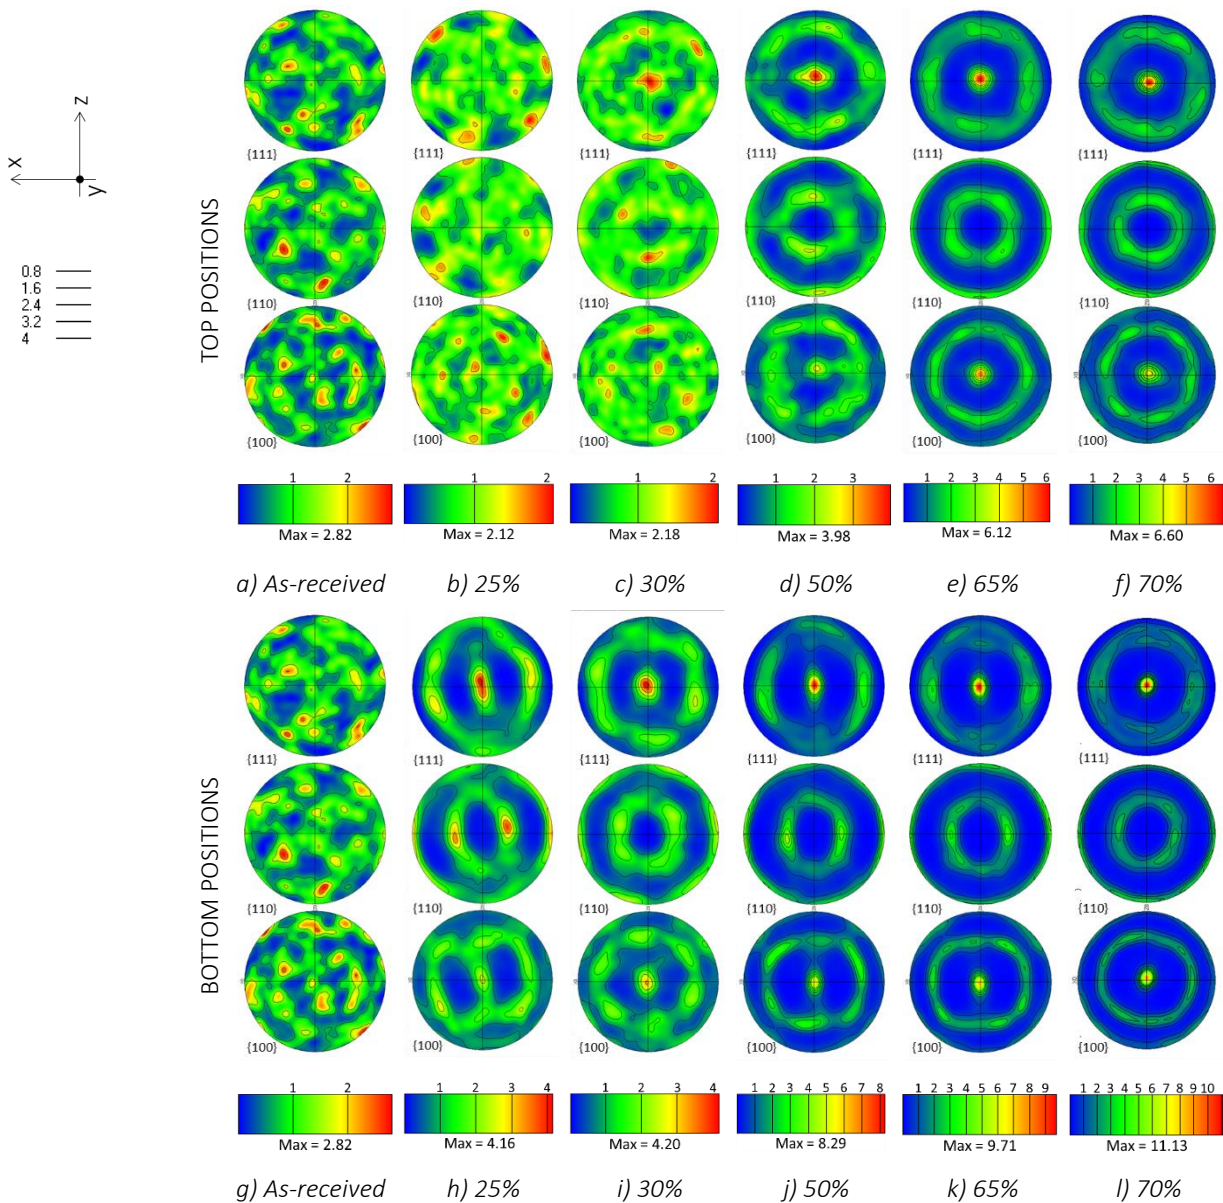 z
x
y
0.8
1.6
2.4
3.2
4
TOP POSITIONS
{111} {111} {111} {111} {111} {111}
{110} {110} {110} {110} {110} {110}
{100} {100} {100} {100} {100} {100}
1 2 1 2 1 2 1 2 3 1 2 3 4 5 6 1 2 3 4 5 6
Max = 2.82 Max = 2.12 Max = 2.18 Max = 3.98 Max = 6.12 Max = 6.60
a) As-received b) 25% c) 30% d) 50% e) 65% f) 70%
BOTTOM POSITIONS
{111} {111} {111} {111} {111} {111}
{110} {110} {110} {110} {110} {110}
{100} {100} {100} {100} {100} {100}
1 2 1 2 3 4 1 2 3 4 1 2 3 4 5 6 7 8 1 2 3 4 5 6 7 8 9 1 2 3 4 5 6 7 8 9 10
Max = 2.82 Max = 4.16 Max = 4.20 Max = 8.29 Max = 9.71 Max = 11.13
g) As-received h) 25% i) 30% j) 50% k) 65% l) 70%